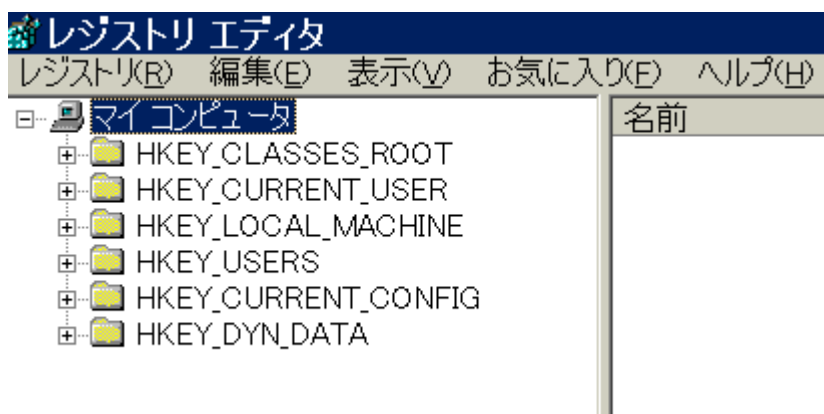 レジストリ エディタ
レジストリ(R) 編集(E) 表示(V) お気に入り(F) ヘルプ(H)
マイ コンピュータ
名前
HKEY_CLASSES_ROOT
HKEY_CURRENT_USER
HKEY_LOCAL_MACHINE
HKEY_USERS
HKEY_CURRENT_CONFIG
HKEY_DYN_DATA